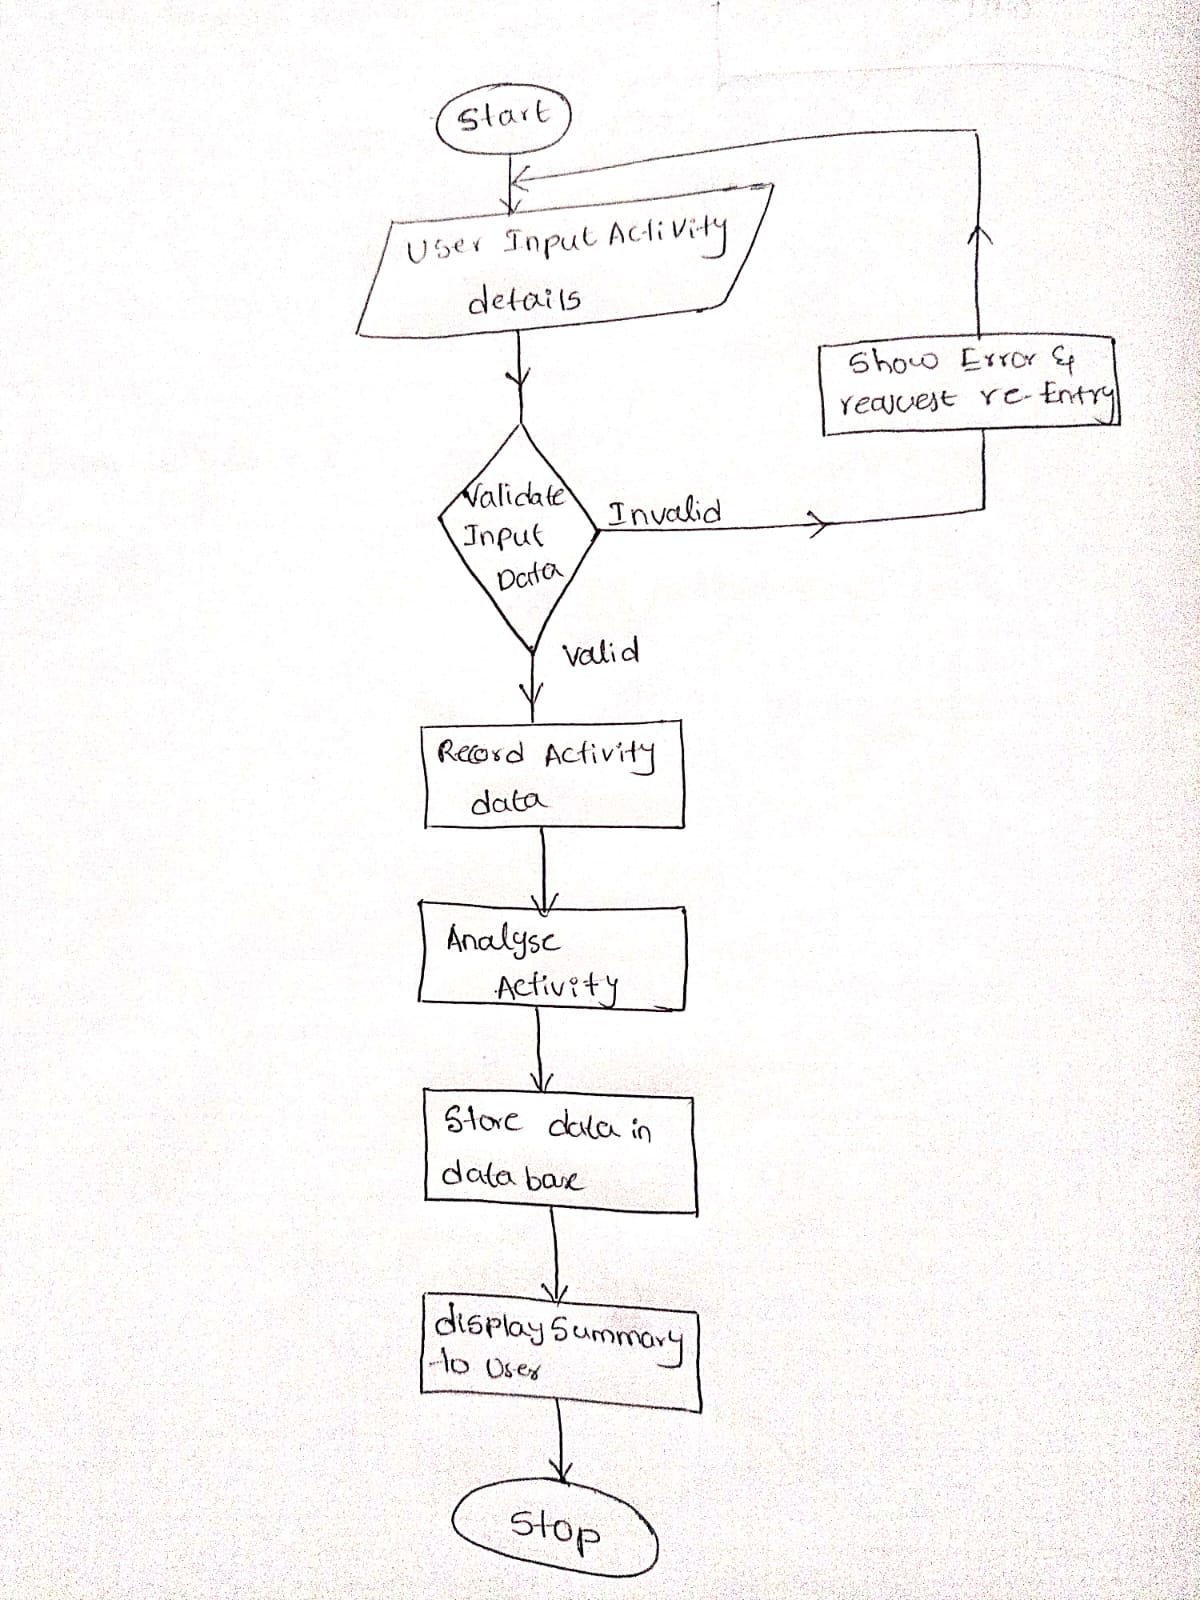 Start
User Input Activity
details
Show Error &
request re-Entry
Validate
Input
Data
Invalid
Valid
Record Activity
data
Analyse
Activity
Store data in
data base
display Summary
to User
Stop